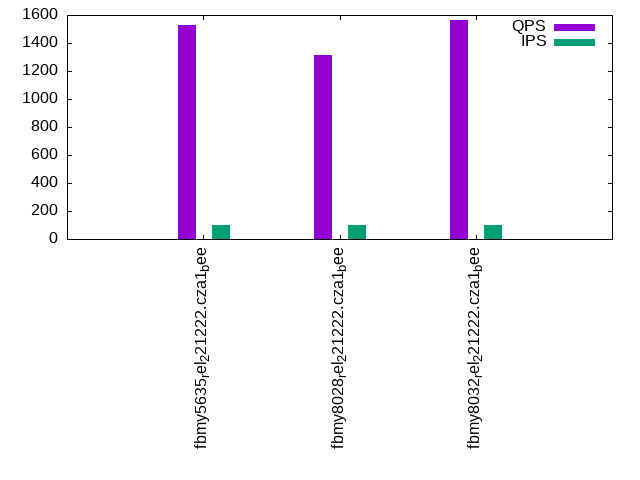 1600
1400
1200
1000
800
600
400
200
0
QPS
IPS
fbmy5635rel221222.cza1bee
fbmy8028rel221222.cza1bee
fbmy8032rel221222.cza1bee